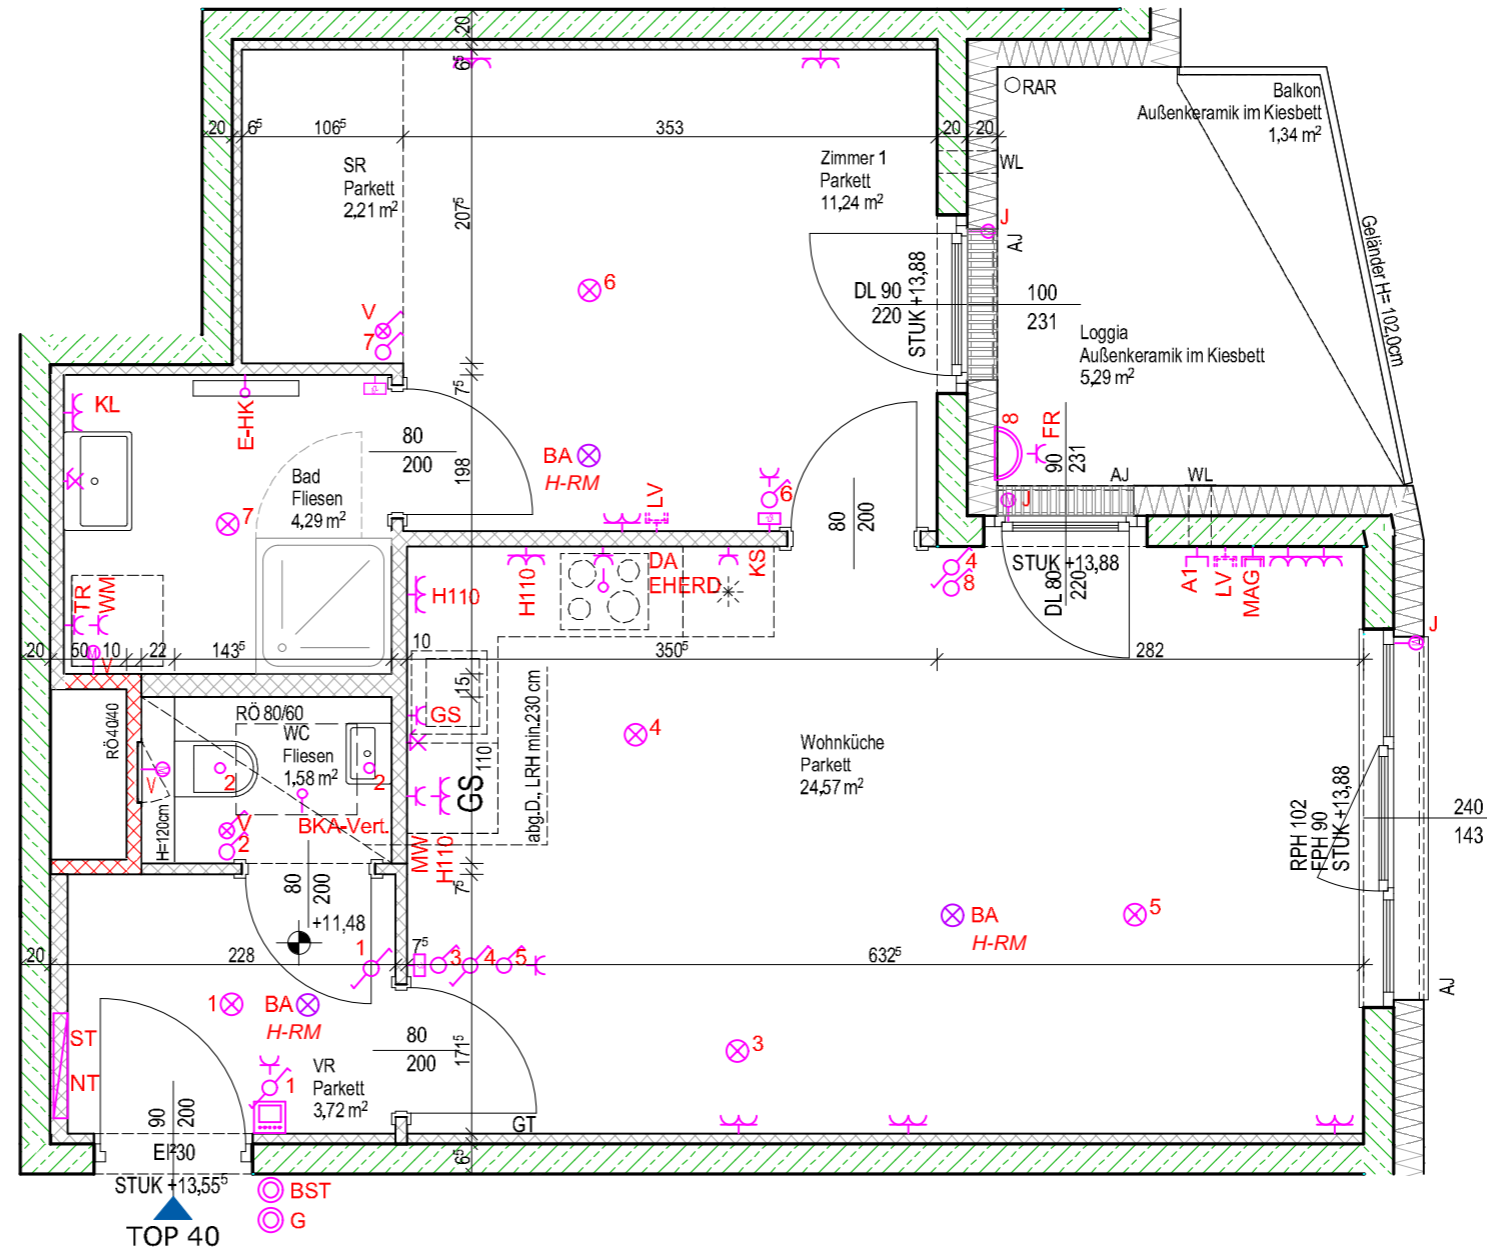 20
6⁵
20
6⁵
106⁵
353
20
20
SR
Parkett
2,21 m²
Zimmer 1
Parkett
11,24 m²
207⁵
RAR
Balkon
Außenkeramik im Kiesbett
1,34 m²
WL
J
AJ
Geländer H= 102,0cm
6
V
7
DL 90
220
STUK +13,88
100
231
Loggia
Außenkeramik im Kiesbett
5,29 m²
7⁵
KL
E-HK
80
200
198
BA
H-RM
LV
6
8
FR
90
231
AJ
WL
J
Bad
Fliesen
4,29 m²
7
80
200
TR
WM
V
H110
H110
DA
EHERD
KS
4
8
STUK +13,88
DL 80
220
A1
LV
MAG
J
20
50
10
22
143⁵
10
350⁵
282
RÖ40/40
RÖ 80/60
WC
Fliesen
1,58 m²
V
2
2
H=120cm
V
2
BKA-Vert.
15
GS
110
GS
abg.D., LRH min.230 cm
MW
H110
4
Wohnküche
Parkett
24,57 m²
RPH 102
FPH 90
STUK +13,88
240
143
80
200
7⁵
+11,48
BA
H-RM
5
20
228
1
7⁵
3
4
5
632⁵
AJ
1
BA
H-RM
ST
NT
1
VR
Parkett
3,72 m²
80
200
171⁵
3
GT
90
200
EI²30
6⁵
STUK +13,55⁵
BST
G
TOP 40